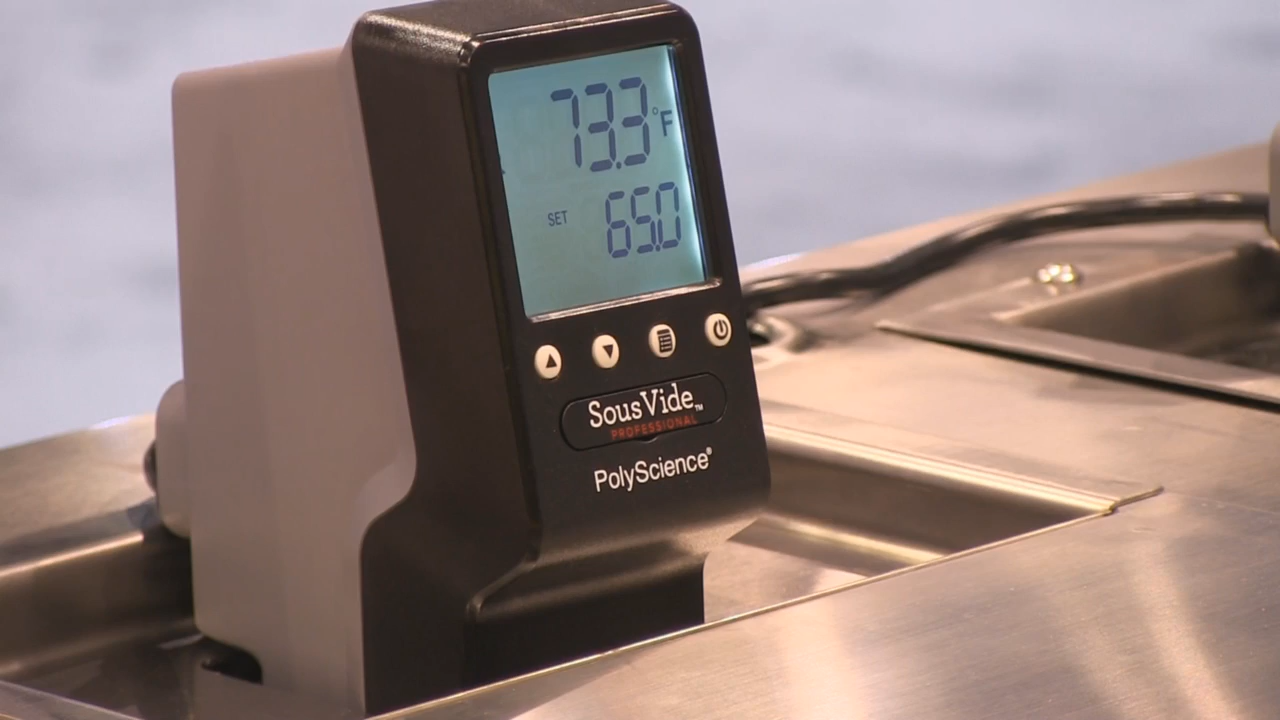 73.3°F
SET 65.0
SousVide™
PROFESSIONAL
PolyScience®